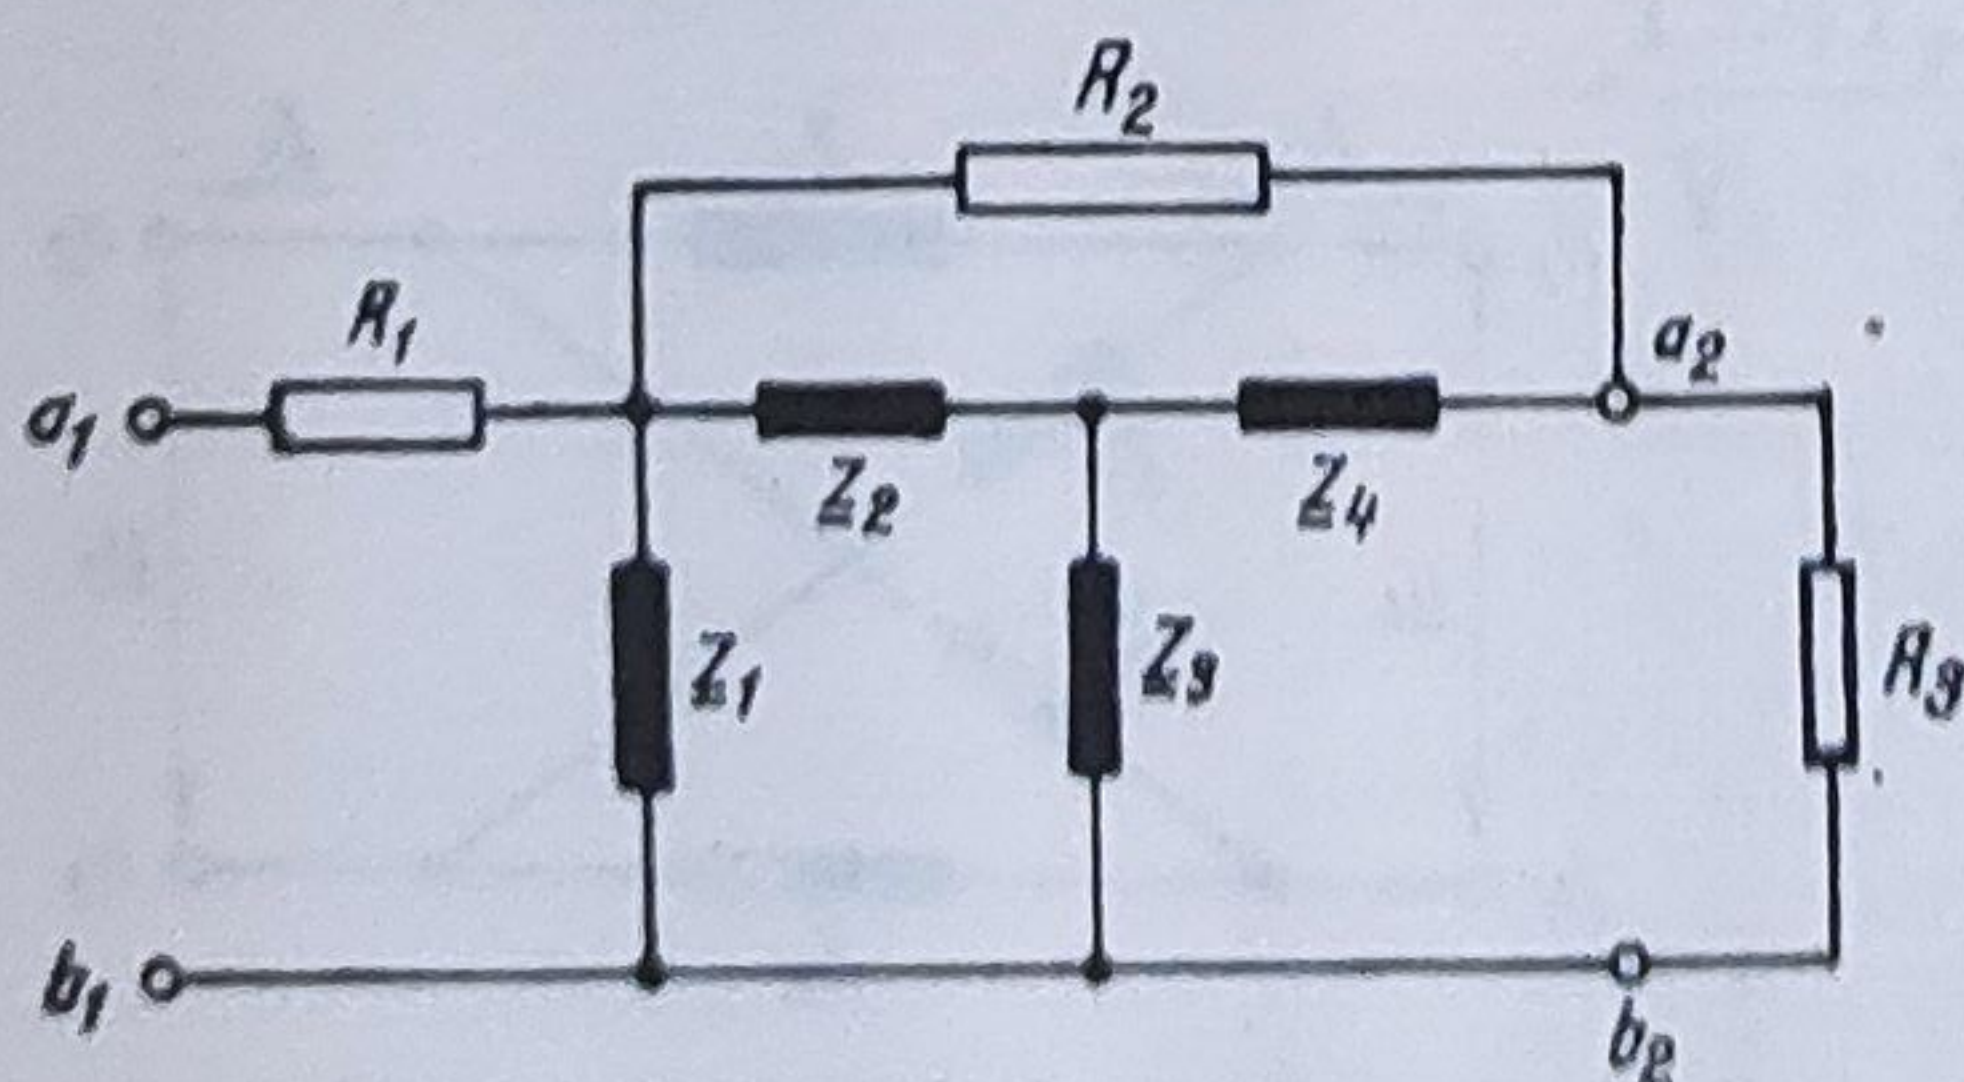 R₂
R₁
a₁
a₂
Z₂
Z₄
Z₁
Z₃
R₃
b₁
b₂